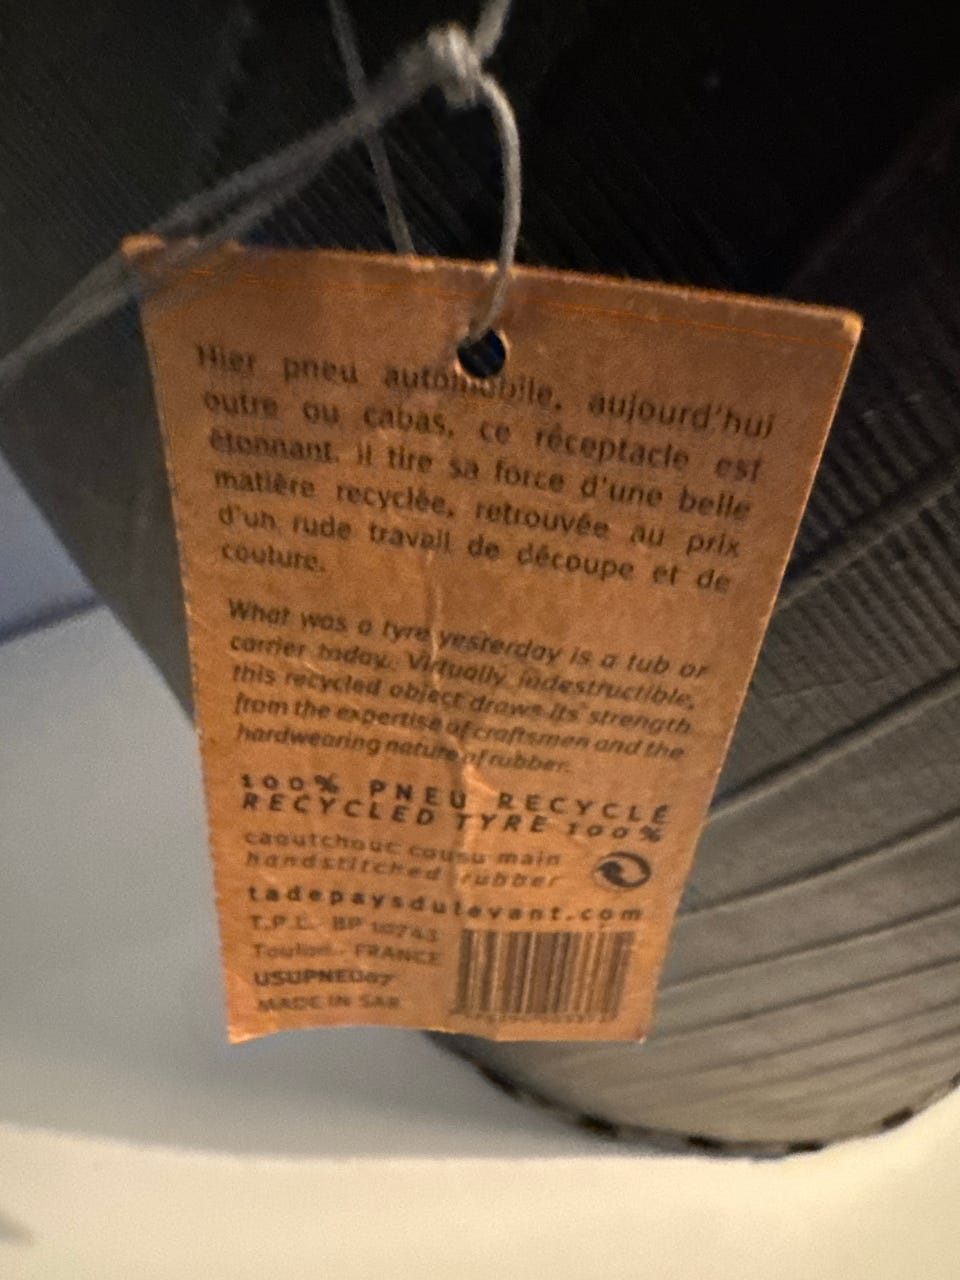 Hier pneu automobile, aujourd'hui
outre ou cabas, ce réceptacle est
étonnant. Il tire sa force d'une belle
matière recyclée, retrouvée au prix
d'un rude travail de découpe et de
couture.
What was a tyre yesterday is a tub or
carrier today. Virtually indestructible,
this recycled object draws its strength
from the expertise of craftsmen and the
hardwearing nature of rubber.
100% PNEU RECYCLÉ
RECYCLED TYRE 100%
caoutchouc cousu main
handstitched rubber
tadepaysdulevant.com
T.P.L. BP 10743
Toulon - FRANCE
USUPNEU07
MADE IN SAR